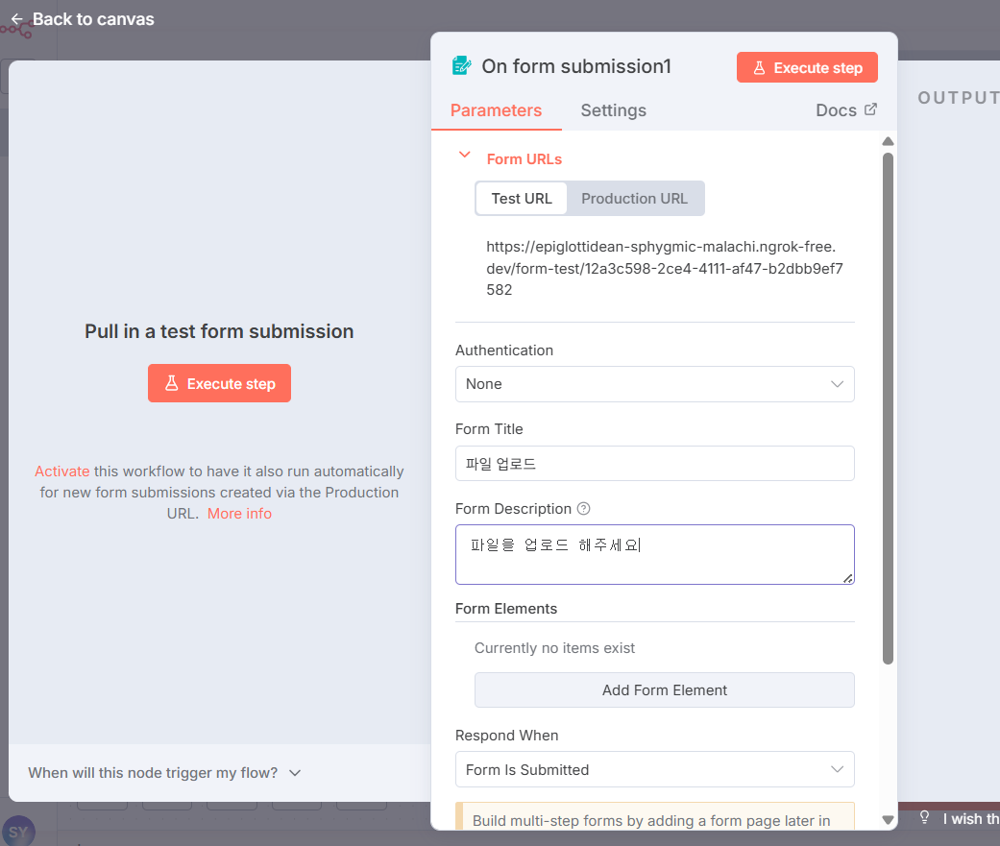 Back to canvas
On form submission1
Execute step
Parameters
Settings
Docs
OUTPUT
Form URLs
Test URL
Production URL
https://epiglottidean-sphygmic-malachi.ngrok-free.
dev/form-test/12a3c598-2ce4-4111-af47-b2dbb9ef7
582
Pull in a test form submission
Execute step
Activate this workflow to have it also run automatically
for new form submissions created via the Production
URL. More info
Authentication
None
Form Title
파일 업로드
Form Description
파일을 업로드 해주세요
Form Elements
Currently no items exist
Add Form Element
Respond When
Form Is Submitted
When will this node trigger my flow?
Build multi-step forms by adding a form page later in
SY
I wish th